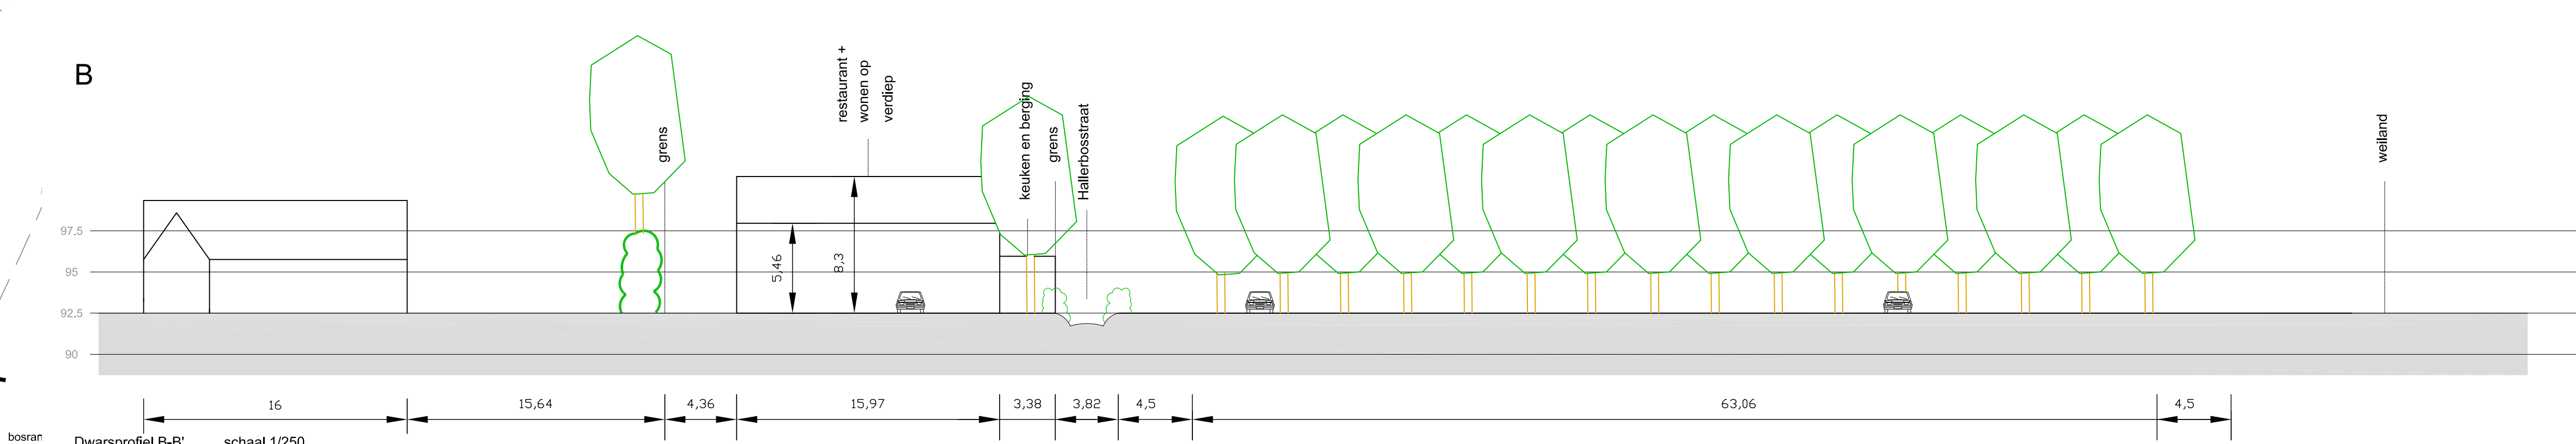 B
restaurant +
wonen op
verdiep
grens
keuken en berging
grens
Hallerbosstraat
weiland
97.5
95
92.5
90
5,46
8,3
16
15,64
4,36
15,97
3,38
3,82
4,5
63,06
4,5
bosran
Dwarsprofiel B-B' schaal 1/250